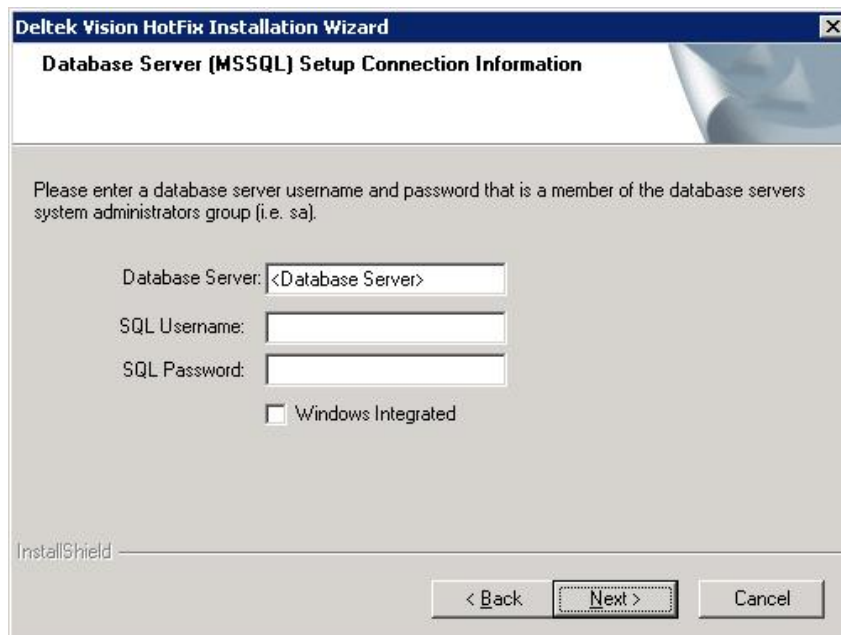 Deltek Vision HotFix Installation Wizard
Database Server (MSSQL) Setup Connection Information
Please enter a database server username and password that is a member of the database servers
system administrators group (i.e. sa).
Database Server: <Database Server>
SQL Username:
SQL Password:
Windows Integrated
InstallShield
< Back Next > Cancel